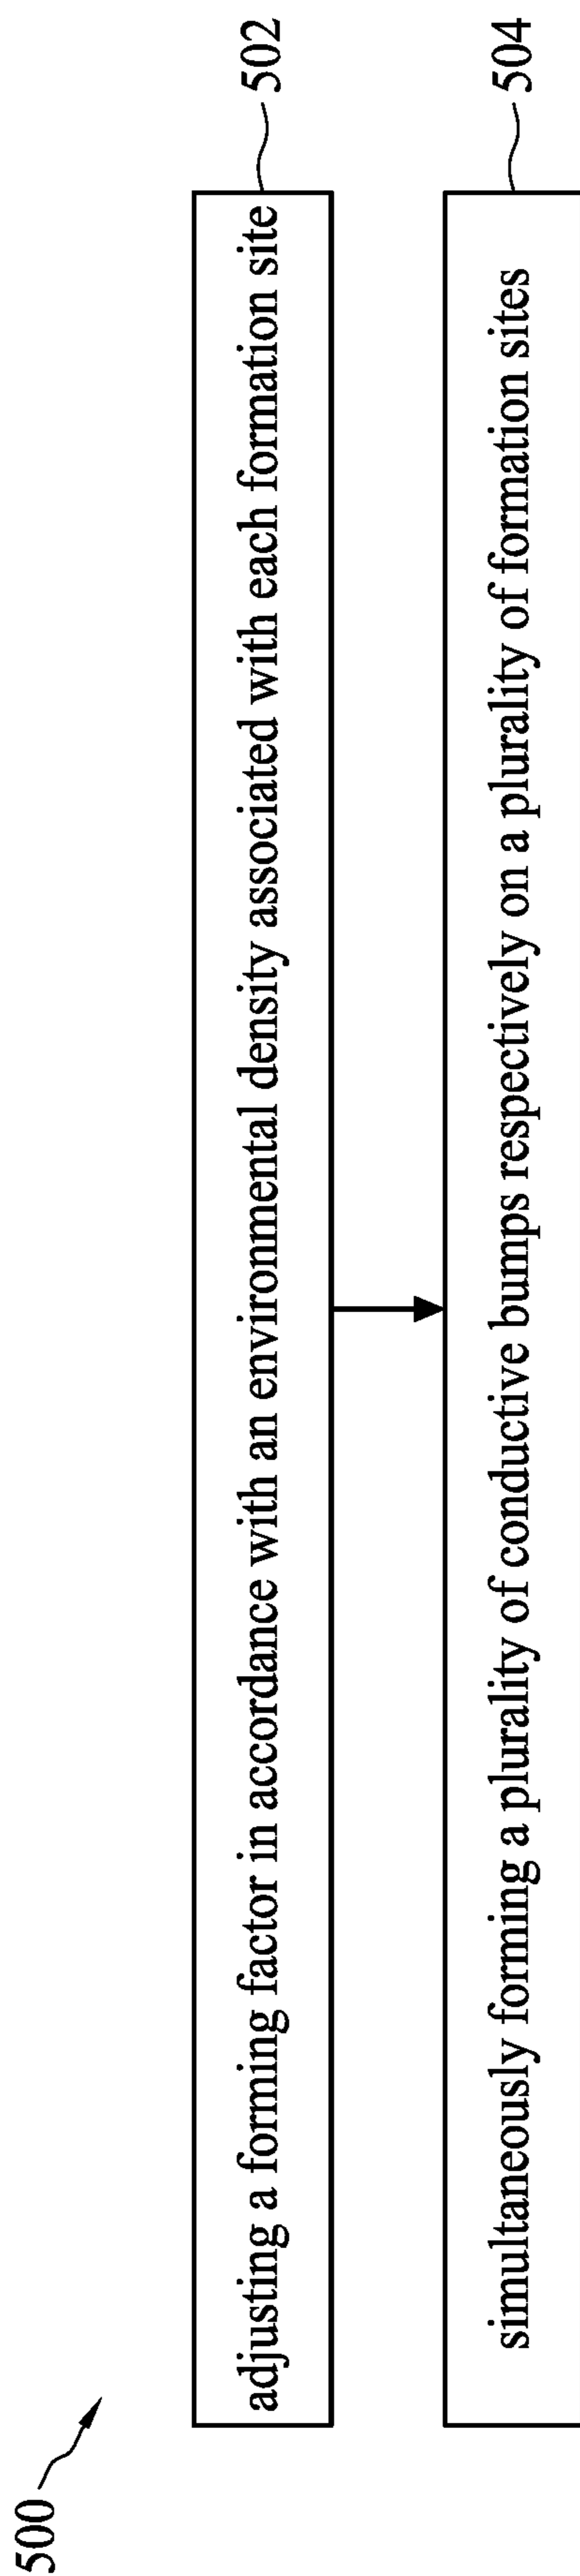 500
adjusting a forming factor in accordance with an environmental density associated with each formation site
502
simultaneously forming a plurality of conductive bumps respectively on a plurality of formation sites
504